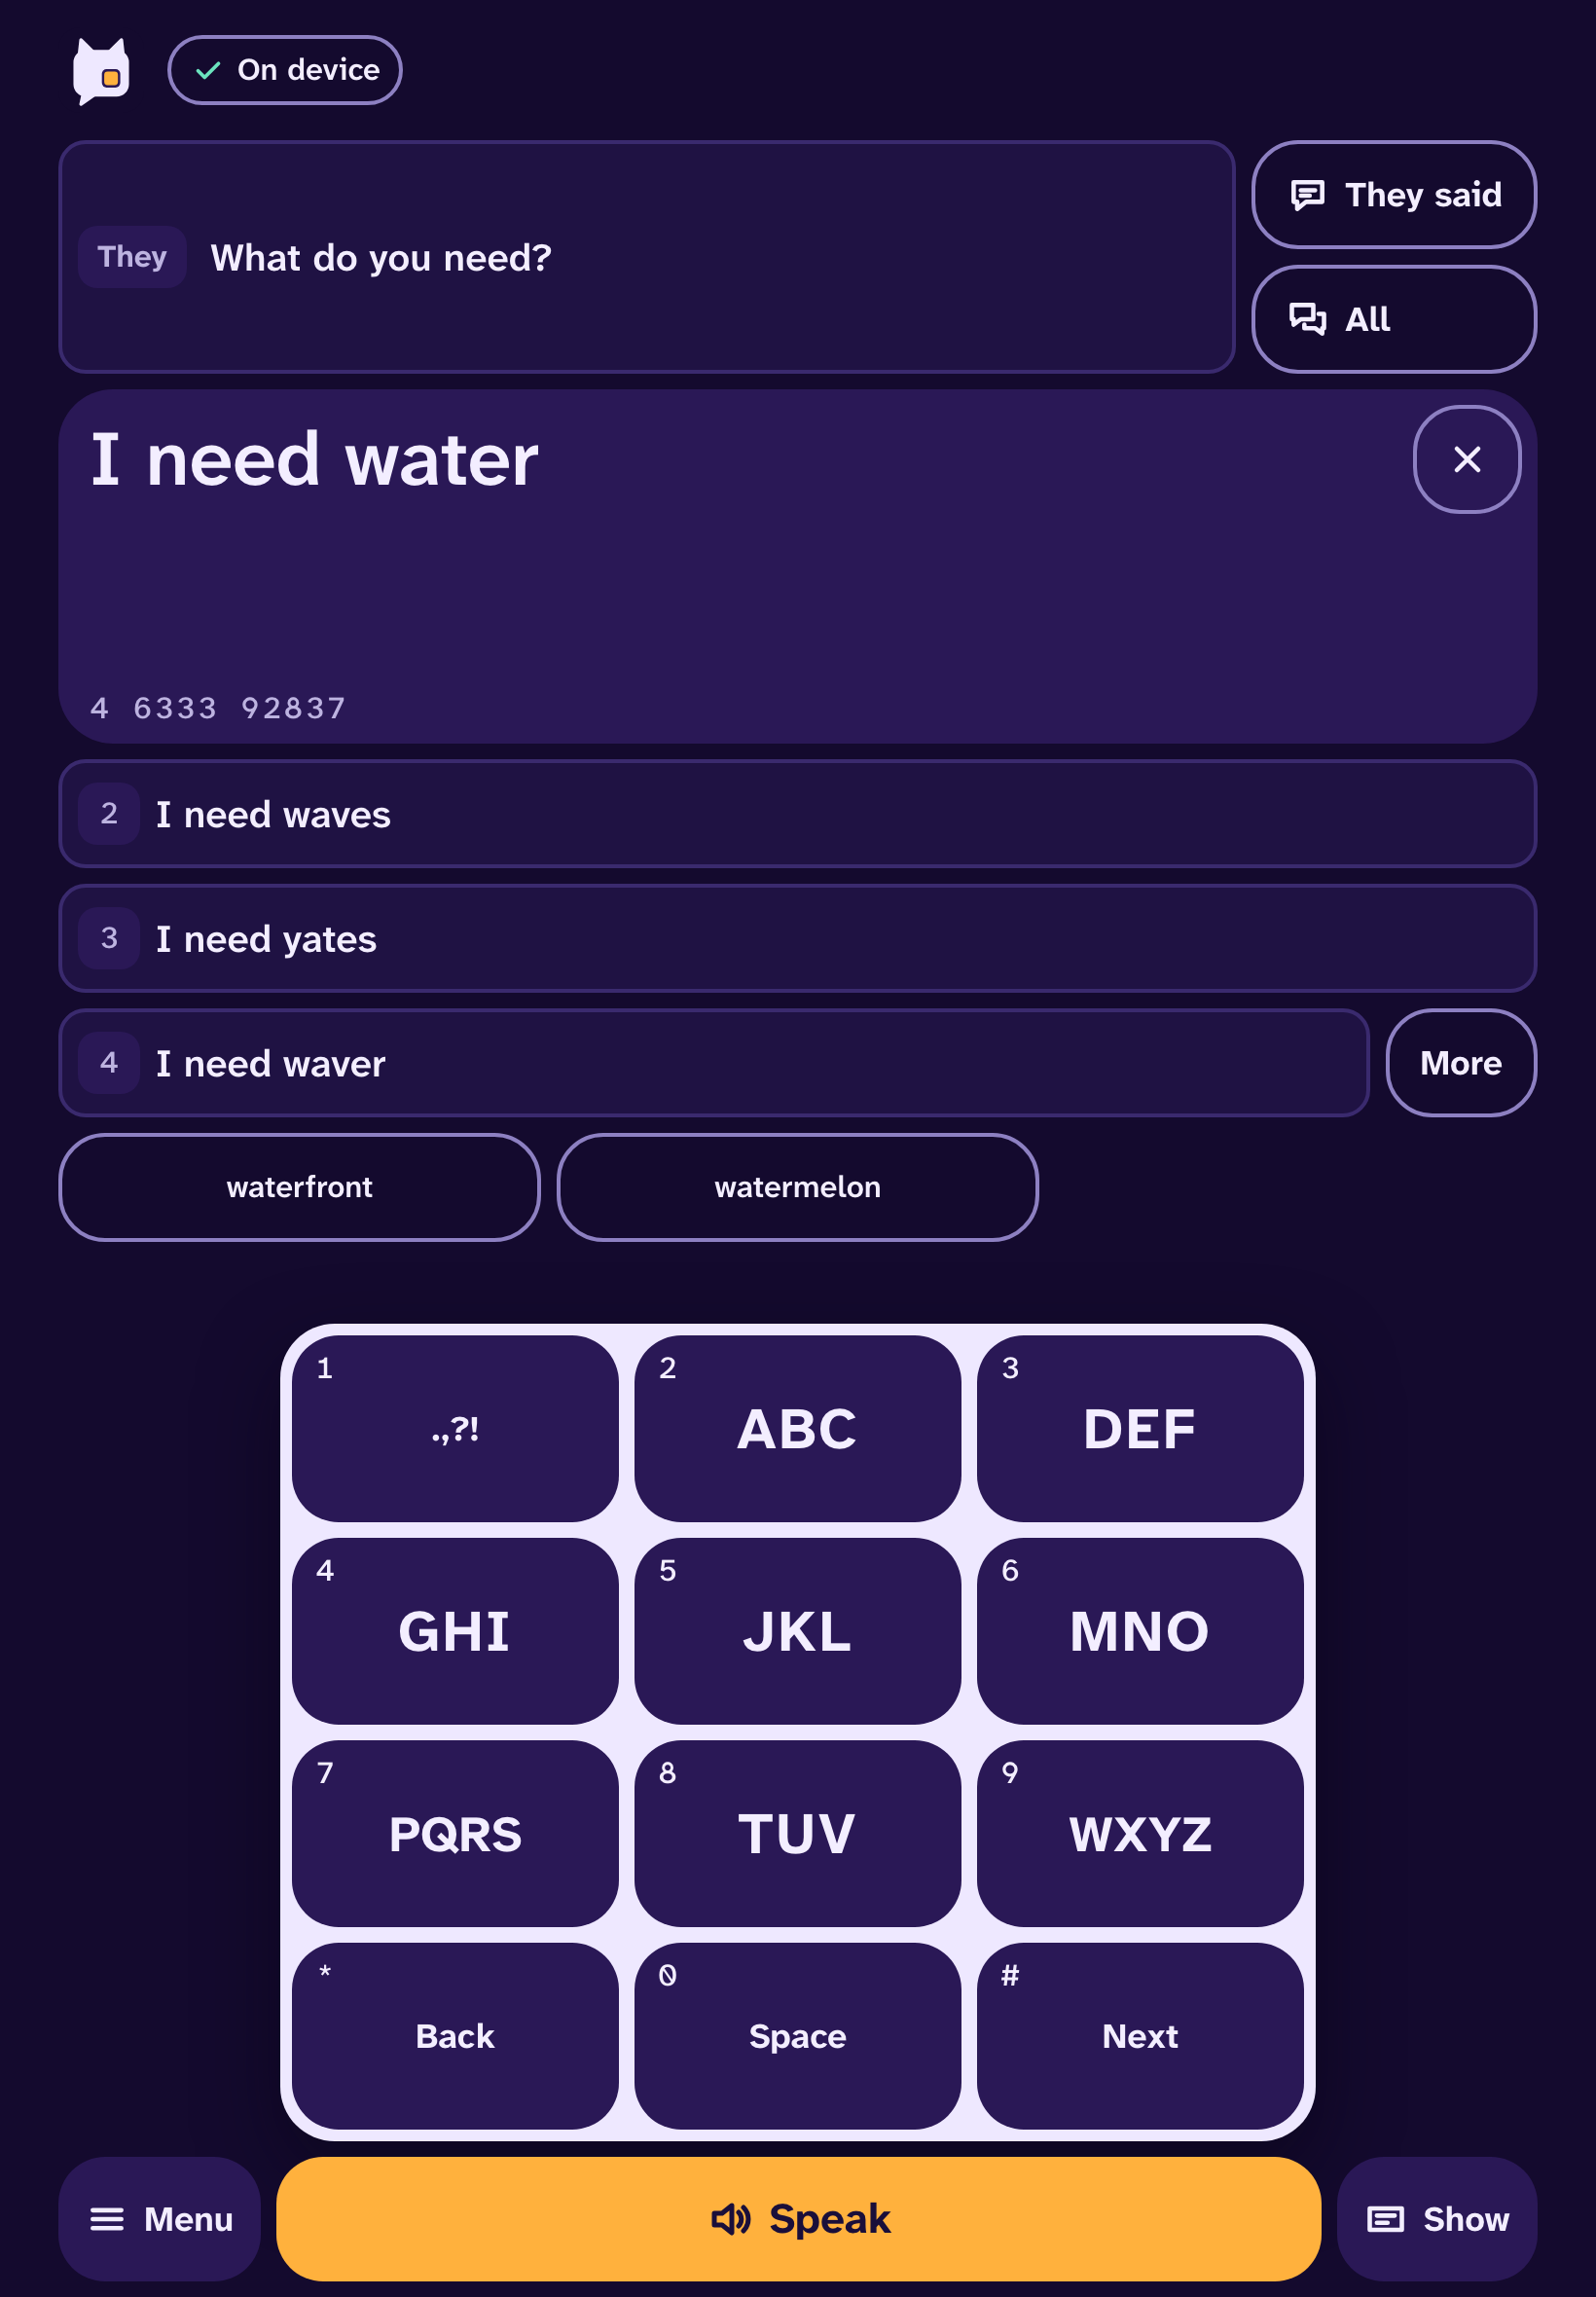 On device
They What do you need?
They said
All
I need water
4 6333 92837
2 I need waves
3 I need yates
4 I need waver
More
waterfront watermelon
1 .,?! 2 ABC 3 DEF
4 GHI 5 JKL 6 MNO
7 PQRS 8 TUV 9 WXYZ
* Back 0 Space # Next
Menu Speak Show